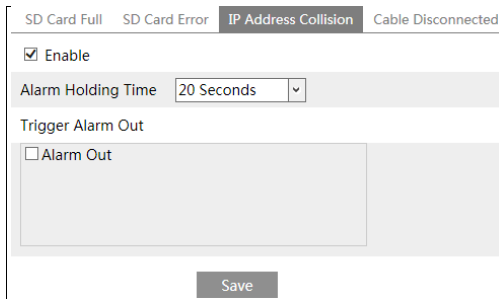 SD Card Full SD Card Error IP Address Collision Cable Disconnected
Enable
Alarm Holding Time 20 Seconds
Trigger Alarm Out
Alarm Out
Save